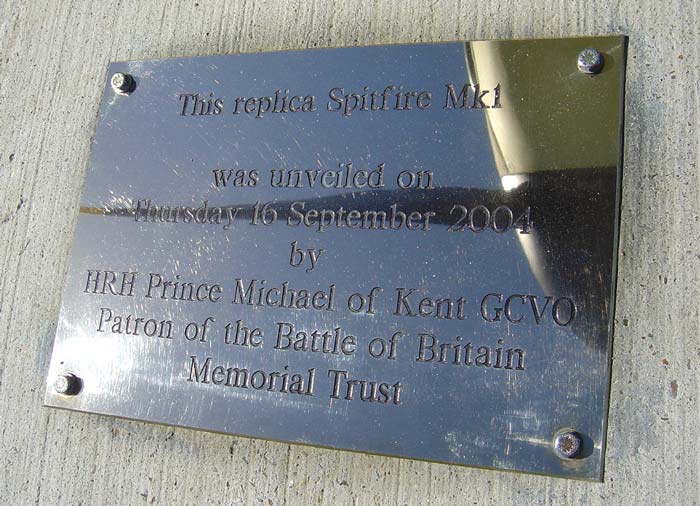 This replica Spitfire Mk1
was unveiled on
Thursday 16 September 2004
by
HRH Prince Michael of Kent GCVO
Patron of the Battle of Britain
Memorial Trust